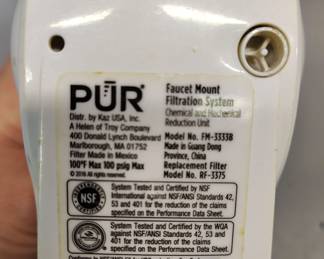 PUR
Faucet Mount
Filtration System
Chemical and Mechanical
Reduction Unit
Distr. by Kaz USA, Inc.
A Helen of Troy Company
400 Donald Lynch Boulevard
Marlborough, MA 01752
Filter Made in Mexico
100°F Max 100 psig Max
© 2016 All rights reserved.
Model No. FM-3333B
Made in Guang Dong
Province, China
Replacement Filter
Model No. RF-3375
NSF
System Tested and Certified by NSF
International against NSF/ANSI Standards 42,
53 and 401 for the reduction of the claims
specified on the Performance Data Sheet.
System Tested and Certified by the WQA
against NSF/ANSI Standards 42, 53 and
401 for the reduction of the claims
specified on the Performance Data Sheet.